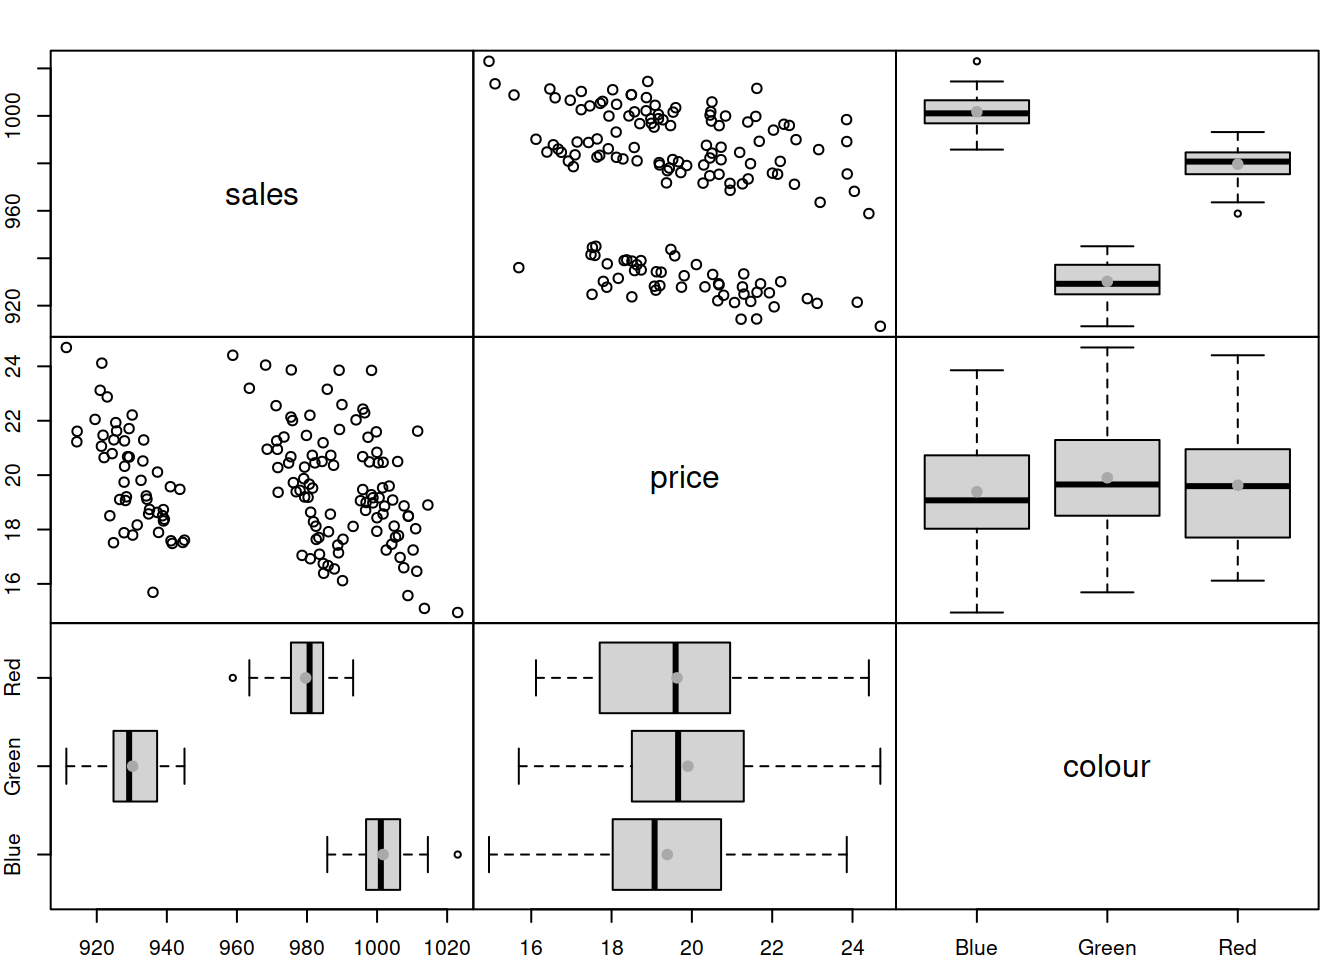 1000
960
920
sales
24
22
20
18
16
price
Red
Green
Blue
colour
920 940 960 980 1000 1020
16 18 20 22 24
Blue Green Red